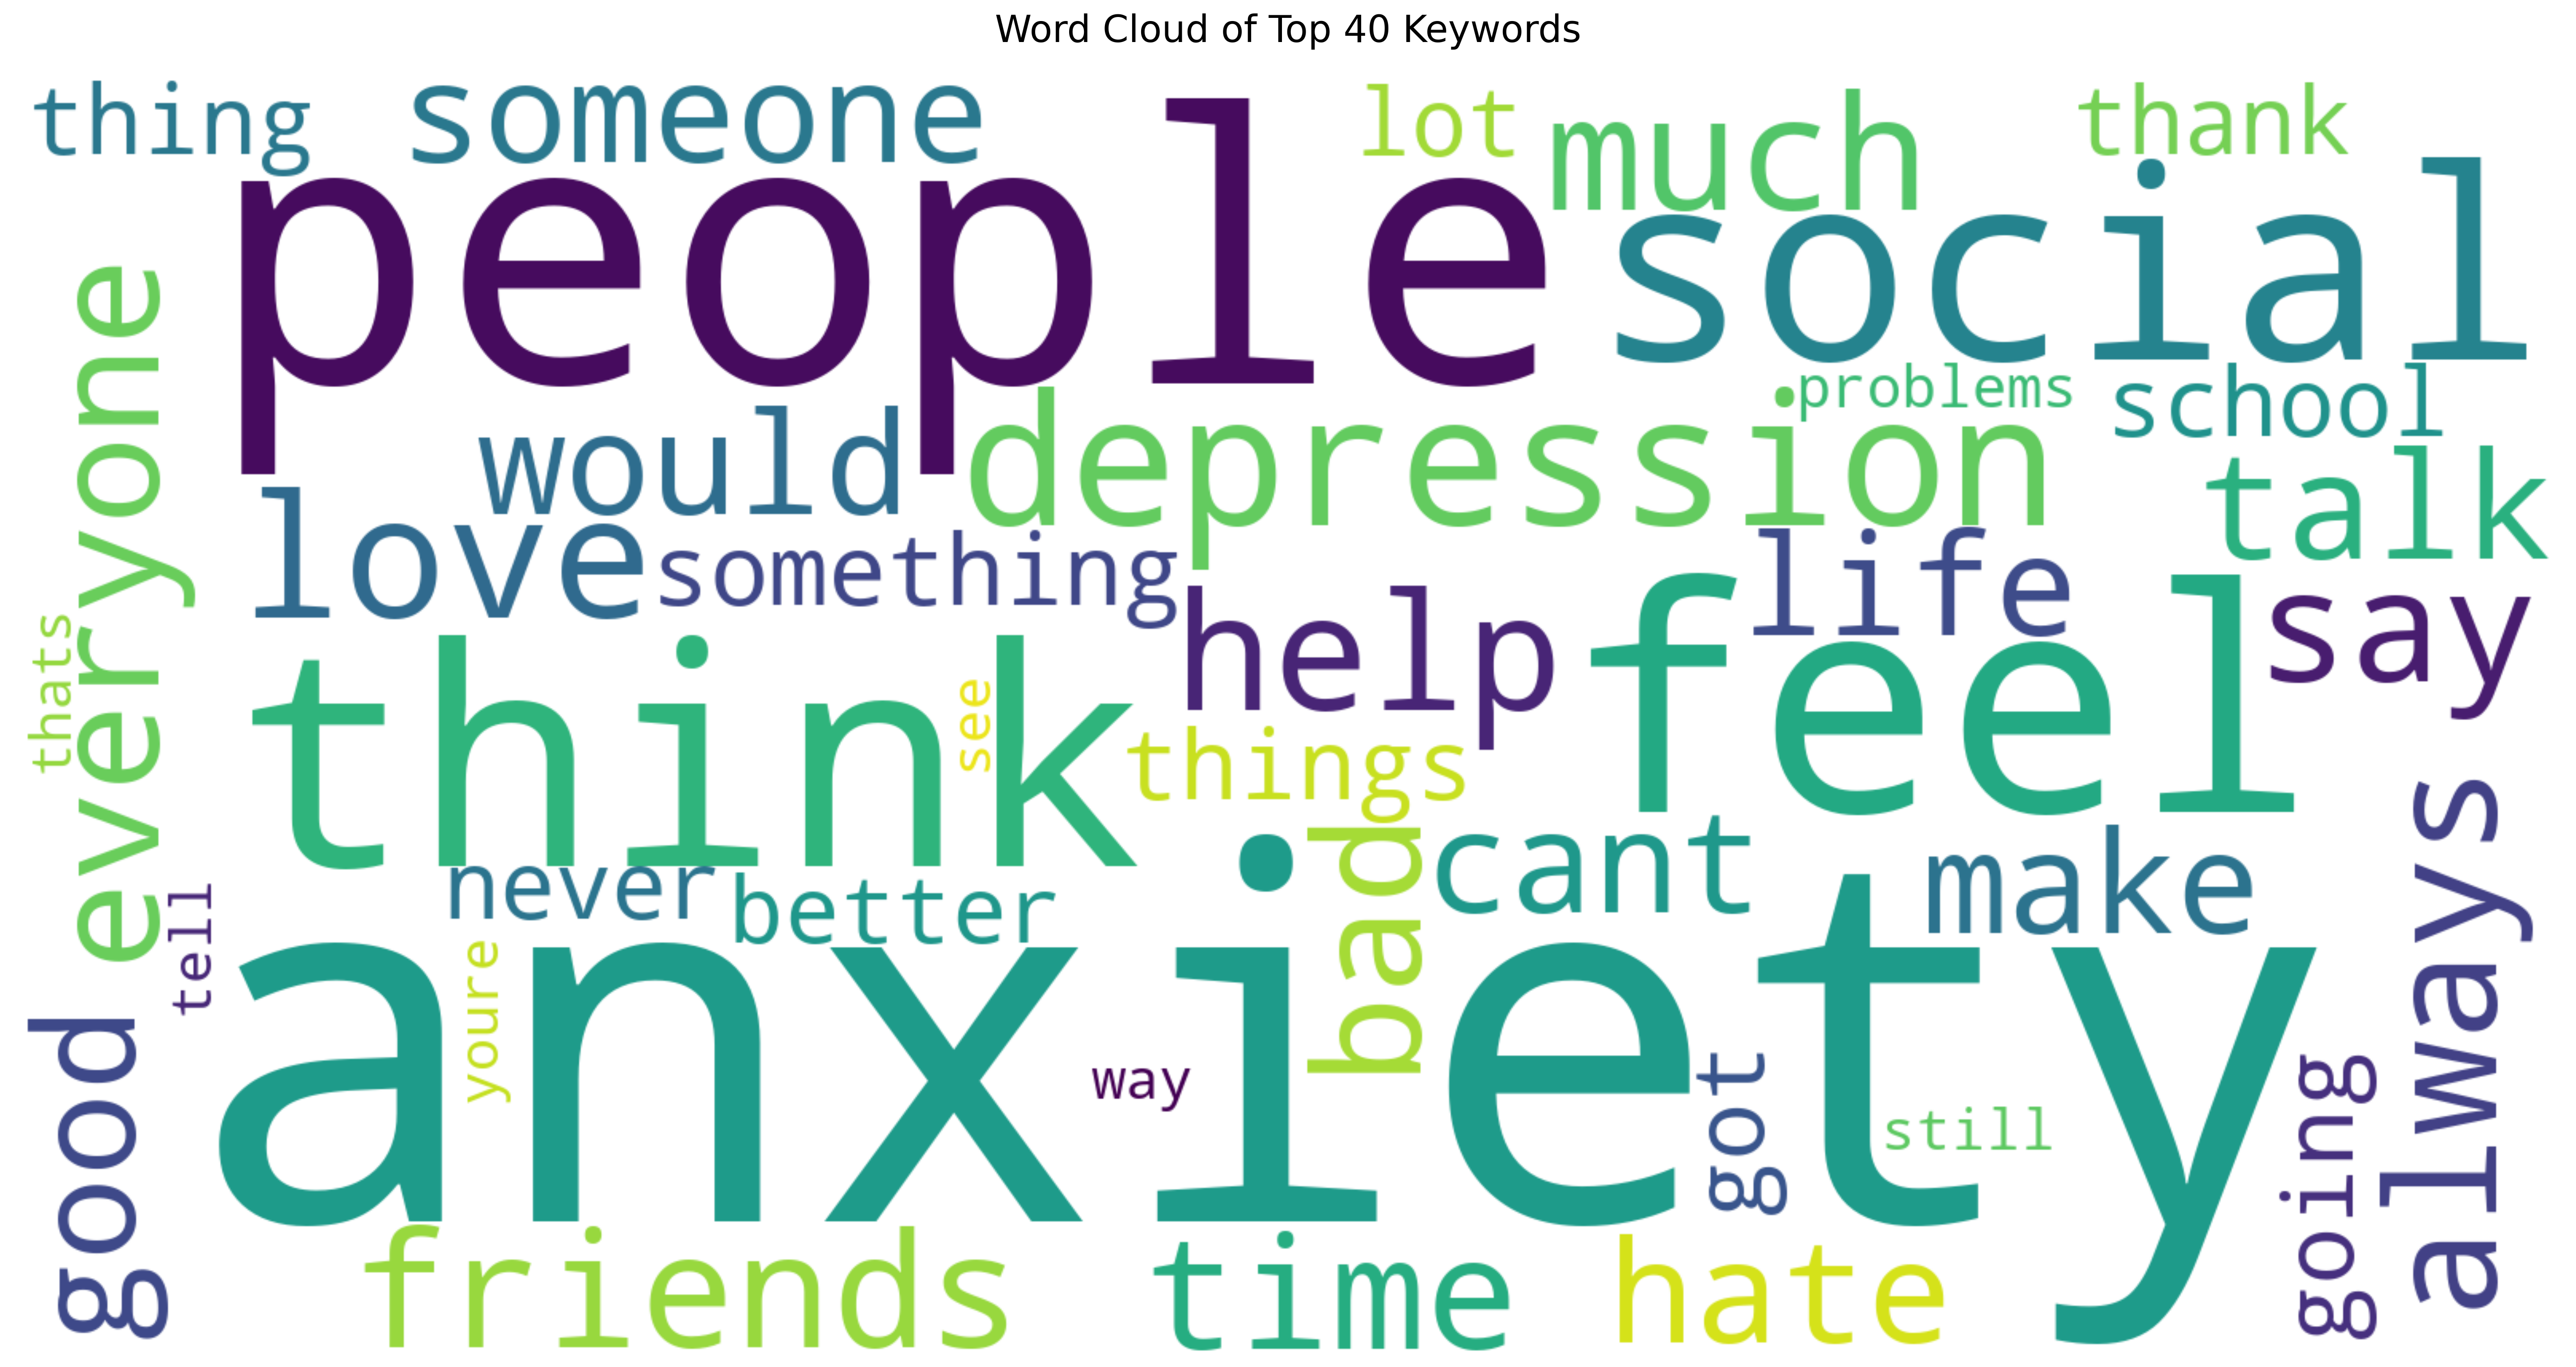 Word Cloud of Top 40 Keywords
thing
someone
lot
much
thank
people
social
everyone
would
depression
problems
school
talk
love
something
life
help
say
thats
think
see
feel
things
bad
cant
make
always
never
better
tell
anxiety
youre
way
got
still
going
good
friends
time
hate